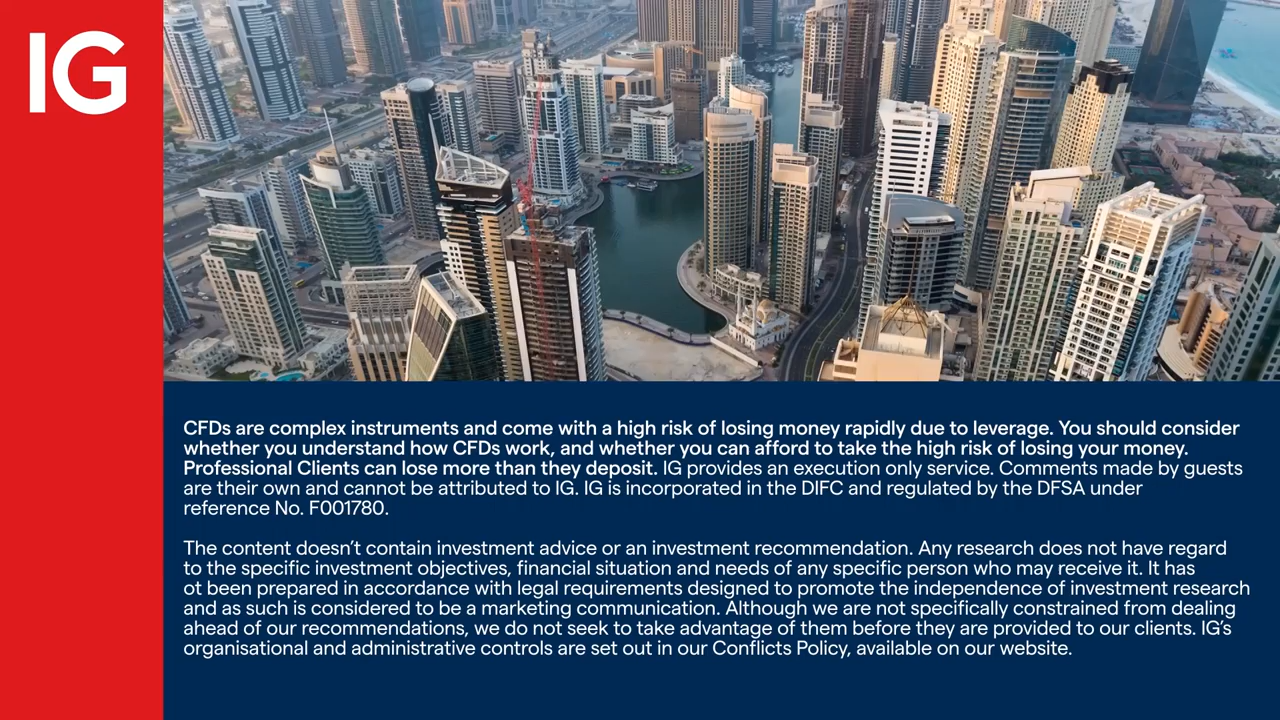 IG
CFDs are complex instruments and come with a high risk of losing money rapidly due to leverage. You should consider
whether you understand how CFDs work, and whether you can afford to take the high risk of losing your money.
Professional Clients can lose more than they deposit. IG provides an execution only service. Comments made by guests
are their own and cannot be attributed to IG. IG is incorporated in the DIFC and regulated by the DFSA under
reference No. F001780.
The content doesn’t contain investment advice or an investment recommendation. Any research does not have regard
to the specific investment objectives, financial situation and needs of any specific person who may receive it. It has
ot been prepared in accordance with legal requirements designed to promote the independence of investment research
and as such is considered to be a marketing communication. Although we are not specifically constrained from dealing
ahead of our recommendations, we do not seek to take advantage of them before they are provided to our clients. IG’s
organisational and administrative controls are set out in our Conflicts Policy, available on our website.